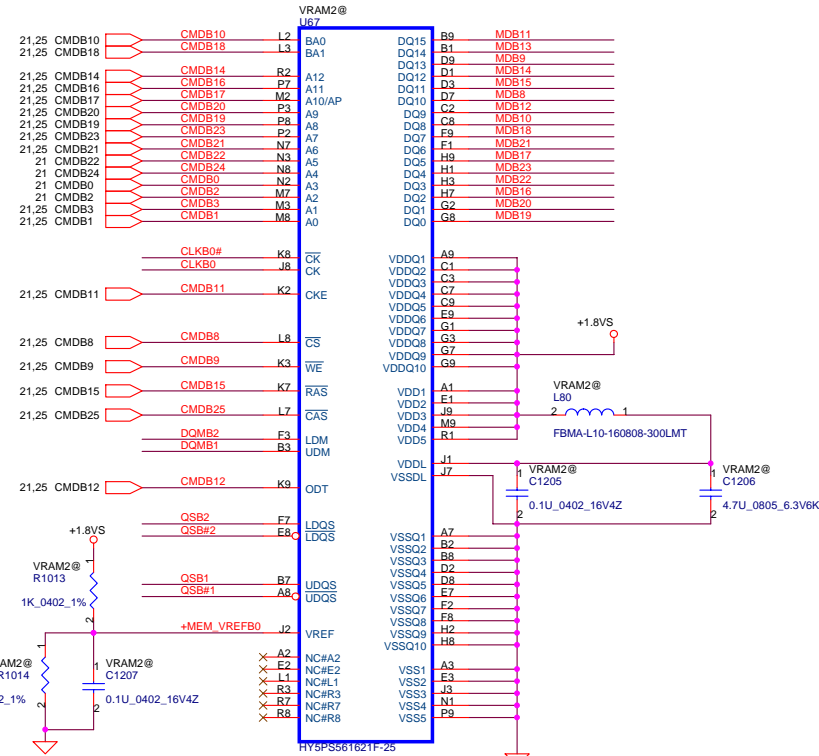 VRAM2@
U67
21,25 CMDB10 CMDB10 L2 BA0 DQ15 B9 MDB11
21,25 CMDB18 CMDB18 L3 BA1 DQ14 B1 MDB13
DQ13 D9 MDB9
21,25 CMDB14 CMDB14 R2 A12 DQ12 D1 MDB14
21,25 CMDB16 CMDB16 P7 A11 DQ11 D3 MDB15
21,25 CMDB17 CMDB17 M2 A10/AP DQ10 D7 MDB8
21,25 CMDB20 CMDB20 P3 A9 DQ9 C2 MDB12
21,25 CMDB19 CMDB19 P8 A8 DQ8 C8 MDB10
21,25 CMDB23 CMDB23 P2 A7 DQ7 F9 MDB18
21,25 CMDB21 CMDB21 N7 A6 DQ6 F1 MDB21
21 CMDB22 CMDB22 N3 A5 DQ5 H9 MDB17
21 CMDB24 CMDB24 N8 A4 DQ4 H1 MDB23
21 CMDB0 CMDB0 N2 A3 DQ3 H3 MDB22
21 CMDB2 CMDB2 M7 A2 DQ2 H7 MDB16
21,25 CMDB3 CMDB3 M3 A1 DQ1 G2 MDB20
21,25 CMDB1 CMDB1 M8 A0 DQ0 G8 MDB19
CLKB0# K8 CK VDDQ1 A9
CLKB0 J8 CK VDDQ2 C1
VDDQ3 C3
21,25 CMDB11 CMDB11 K2 CKE VDDQ4 C7
VDDQ5 C9
VDDQ6 E9
VDDQ7 G1
+1.8VS
21,25 CMDB8 CMDB8 L8 CS VDDQ8 G3
VDDQ9 G7
21,25 CMDB9 CMDB9 K3 WE VDDQ10 G9
21,25 CMDB15 CMDB15 K7 RAS VDD1 A1
VDD2 E1
VRAM2@
L80
21,25 CMDB25 CMDB25 L7 CAS VDD3 J9 2 1
VDD4 M9
DQMB2 F3 LDM VDD5 R1 FBMA-L10-160808-300LMT
DQMB1 B3 UDM
VDDL J1
VSSDL J7
21,25 CMDB12 CMDB12 K9 ODT
1 VRAM2@ 1 VRAM2@
C1205 C1206
0.1U_0402_16V4Z 4.7U_0805_6.3V6K
2 2
QSB2 F7 LDQS
QSB#2 E8 LDQS
+1.8VS
VSSQ1 A7
VSSQ2 B2
VSSQ3 B8
VSSQ4 D2
1
VRAM2@
R1013
1K_0402_1%
2
QSB1 B7 UDQS VSSQ5 D8
QSB#1 A8 UDQS VSSQ6 E7
VSSQ7 F2
VSSQ8 F8
+MEM_VREFB0 J2 VREF VSSQ9 H2
VSSQ10 H8
A2 NC#A2
E2 NC#E2 VSS1 A3
L1 NC#L1 VSS2 E3
R3 NC#R3 VSS3 J3
R7 NC#R7 VSS4 N1
R8 NC#R8 VSS5 P9
1 AM2@ 1 VRAM2@
R1014 C1207
2_1% 0.1U_0402_16V4Z
2 2
HY5PS561621F-25